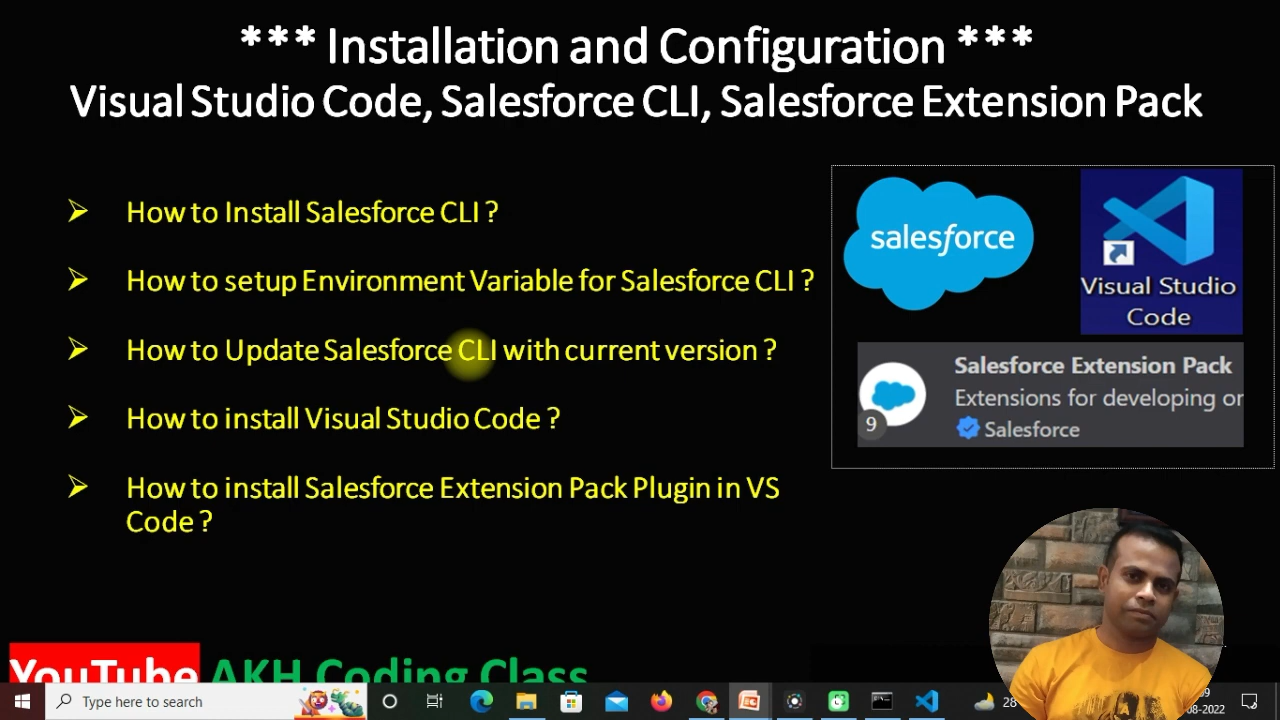 *** Installation and Configuration ***
Visual Studio Code, Salesforce CLI, Salesforce Extension Pack
➢ How to Install Salesforce CLI ?
➢ How to setup Environment Variable for Salesforce CLI ?
➢ How to Update Salesforce CLI with current version ?
➢ How to install Visual Studio Code ?
➢ How to install Salesforce Extension Pack Plugin in VS
Code ?
salesforce
Visual Studio
Code
Salesforce Extension Pack
Extensions for developing or
Salesforce
9
YouTube AKH Coding Class
Type here to search
28
08-2022